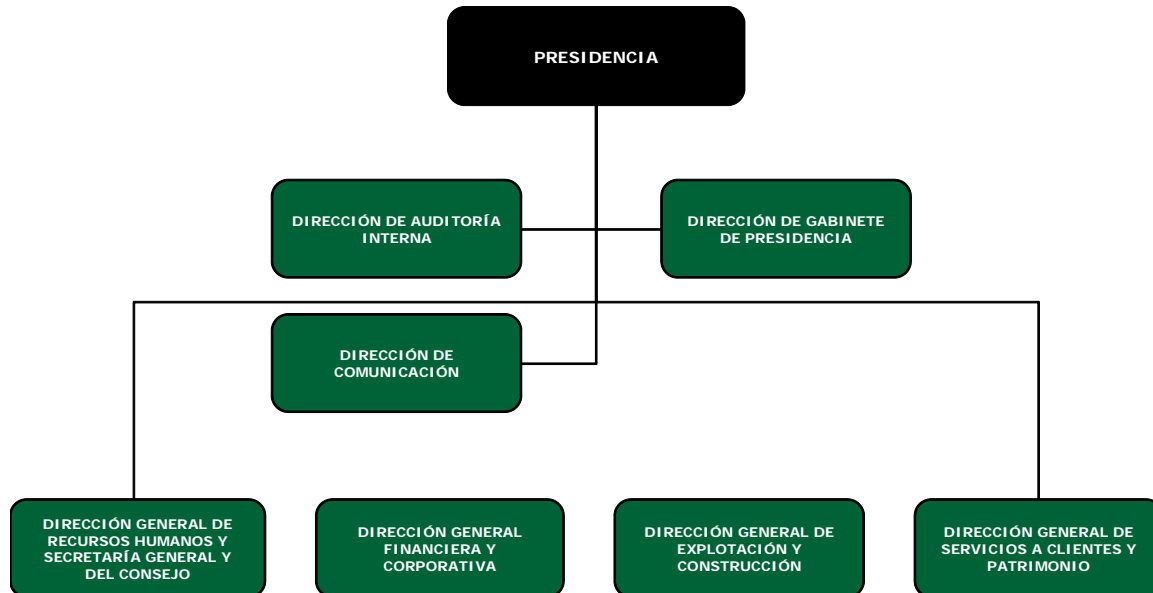 PRESIDENCIA
DIRECCIÓN DE AUDITORÍA
INTERNA
DIRECCIÓN DE GABINETE
DE PRESIDENCIA
DIRECCIÓN DE
COMUNICACIÓN
DIRECCIÓN GENERAL DE
RECURSOS HUMANOS Y
SECRETARÍA GENERAL Y
DEL CONSEJO
DIRECCIÓN GENERAL
FINANCIERA Y
CORPORATIVA
DIRECCIÓN GENERAL DE
EXPLOTACIÓN Y
CONSTRUCCIÓN
DIRECCIÓN GENERAL DE
SERVICIOS A CLIENTES Y
PATRIMONIO